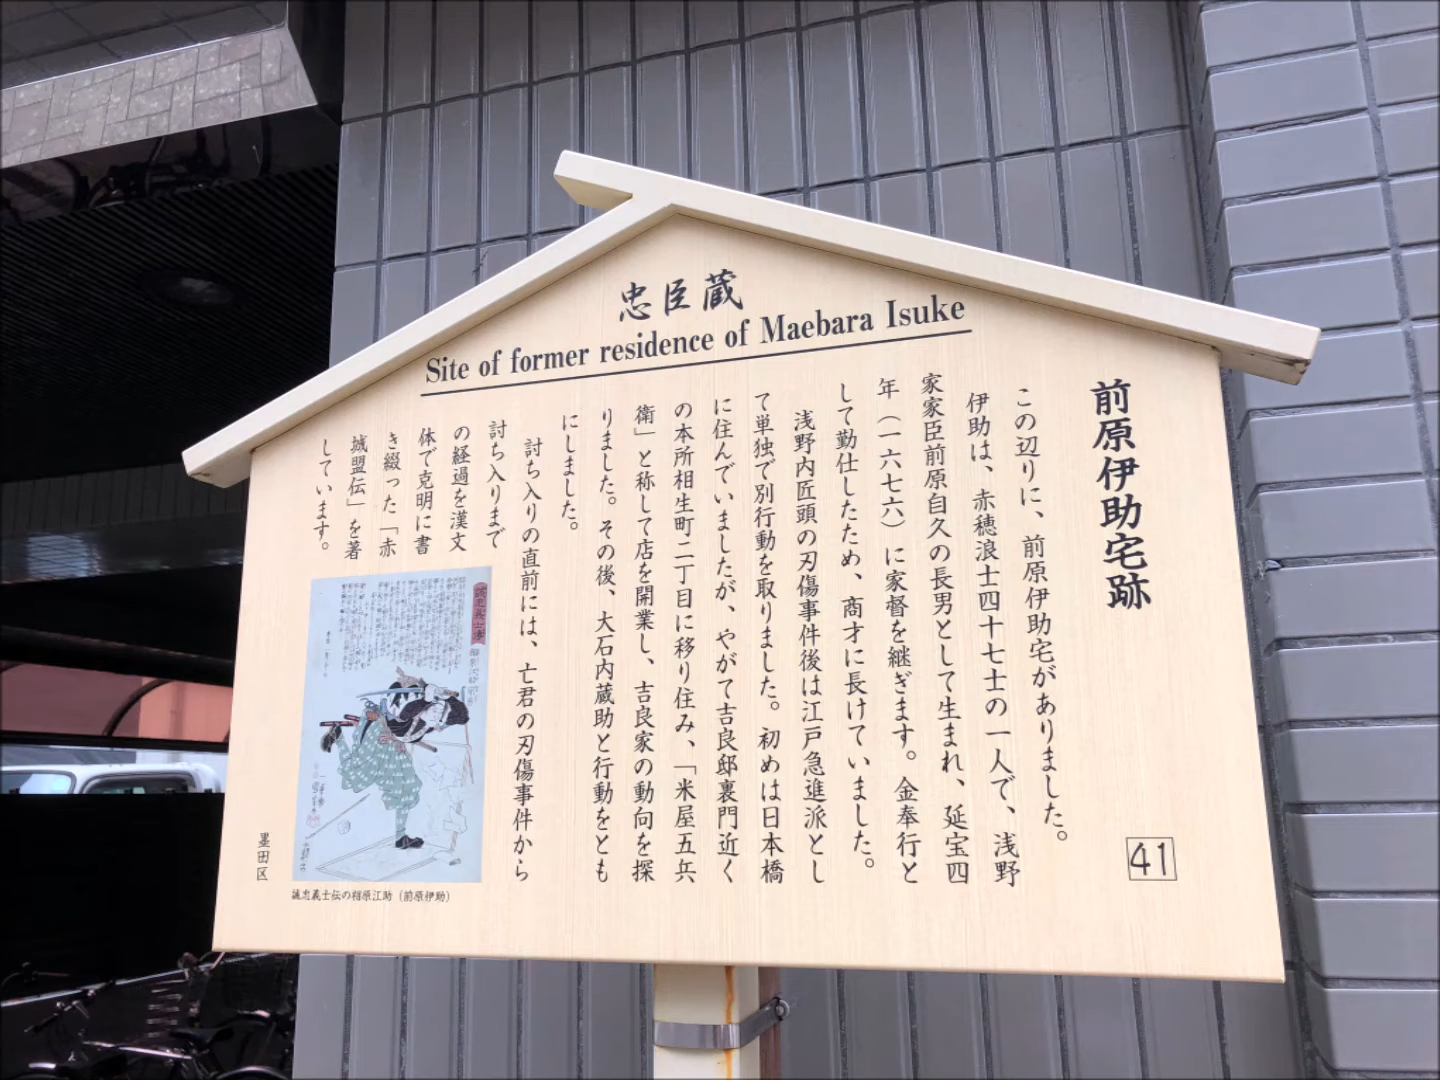 忠臣蔵
Site of former residence of Maebara Isuke
前原伊助宅跡
この辺りに、前原伊助宅がありました。
伊助は、赤穂浪士四十七士の一人で、浅野
家家臣前原自久の長男として生まれ、延宝四
年（一六七六）に家督を継ぎます。金奉行と
して勤仕したため、商才に長けていました。
浅野内匠頭の刃傷事件後は江戸急進派とし
て単独で別行動を取りました。初めは日本橋
に住んでいましたが、やがて吉良邸裏門近く
の本所相生町二丁目に移り住み、「米屋五兵
衛」と称して店を開業し、吉良家の動向を探
りました。その後、大石内蔵助と行動をとも
にしました。
討ち入りの直前には、亡君の刃傷事件から
討ち入りまで
の経過を漢文
体で克明に書
き綴った「赤
城盟伝」を著
しています。
41
誠忠義士伝の相原江助（前原伊助）
墨田区